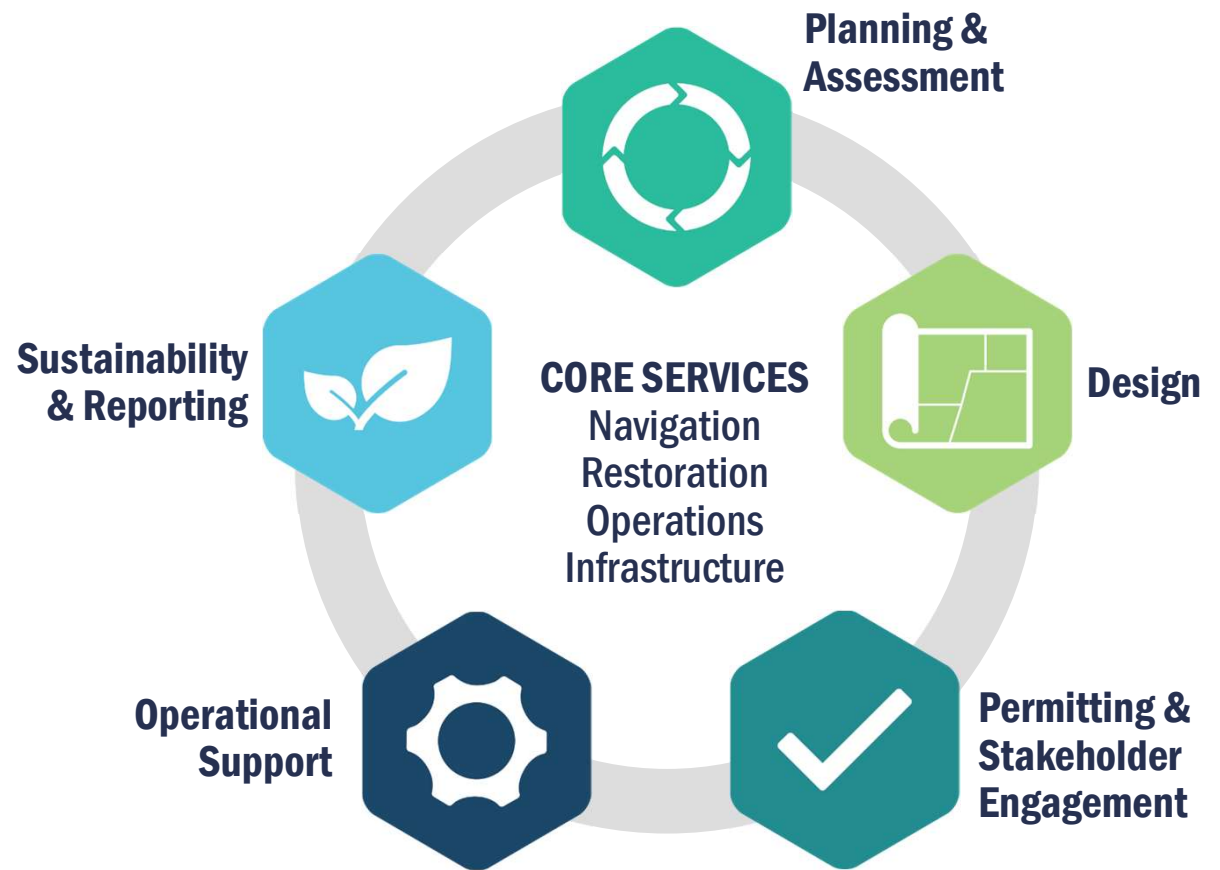 Planning &
Assessment
Design
Permitting &
Stakeholder
Engagement
Operational
Support
Sustainability
& Reporting
CORE SERVICES
Navigation
Restoration
Operations
Infrastructure